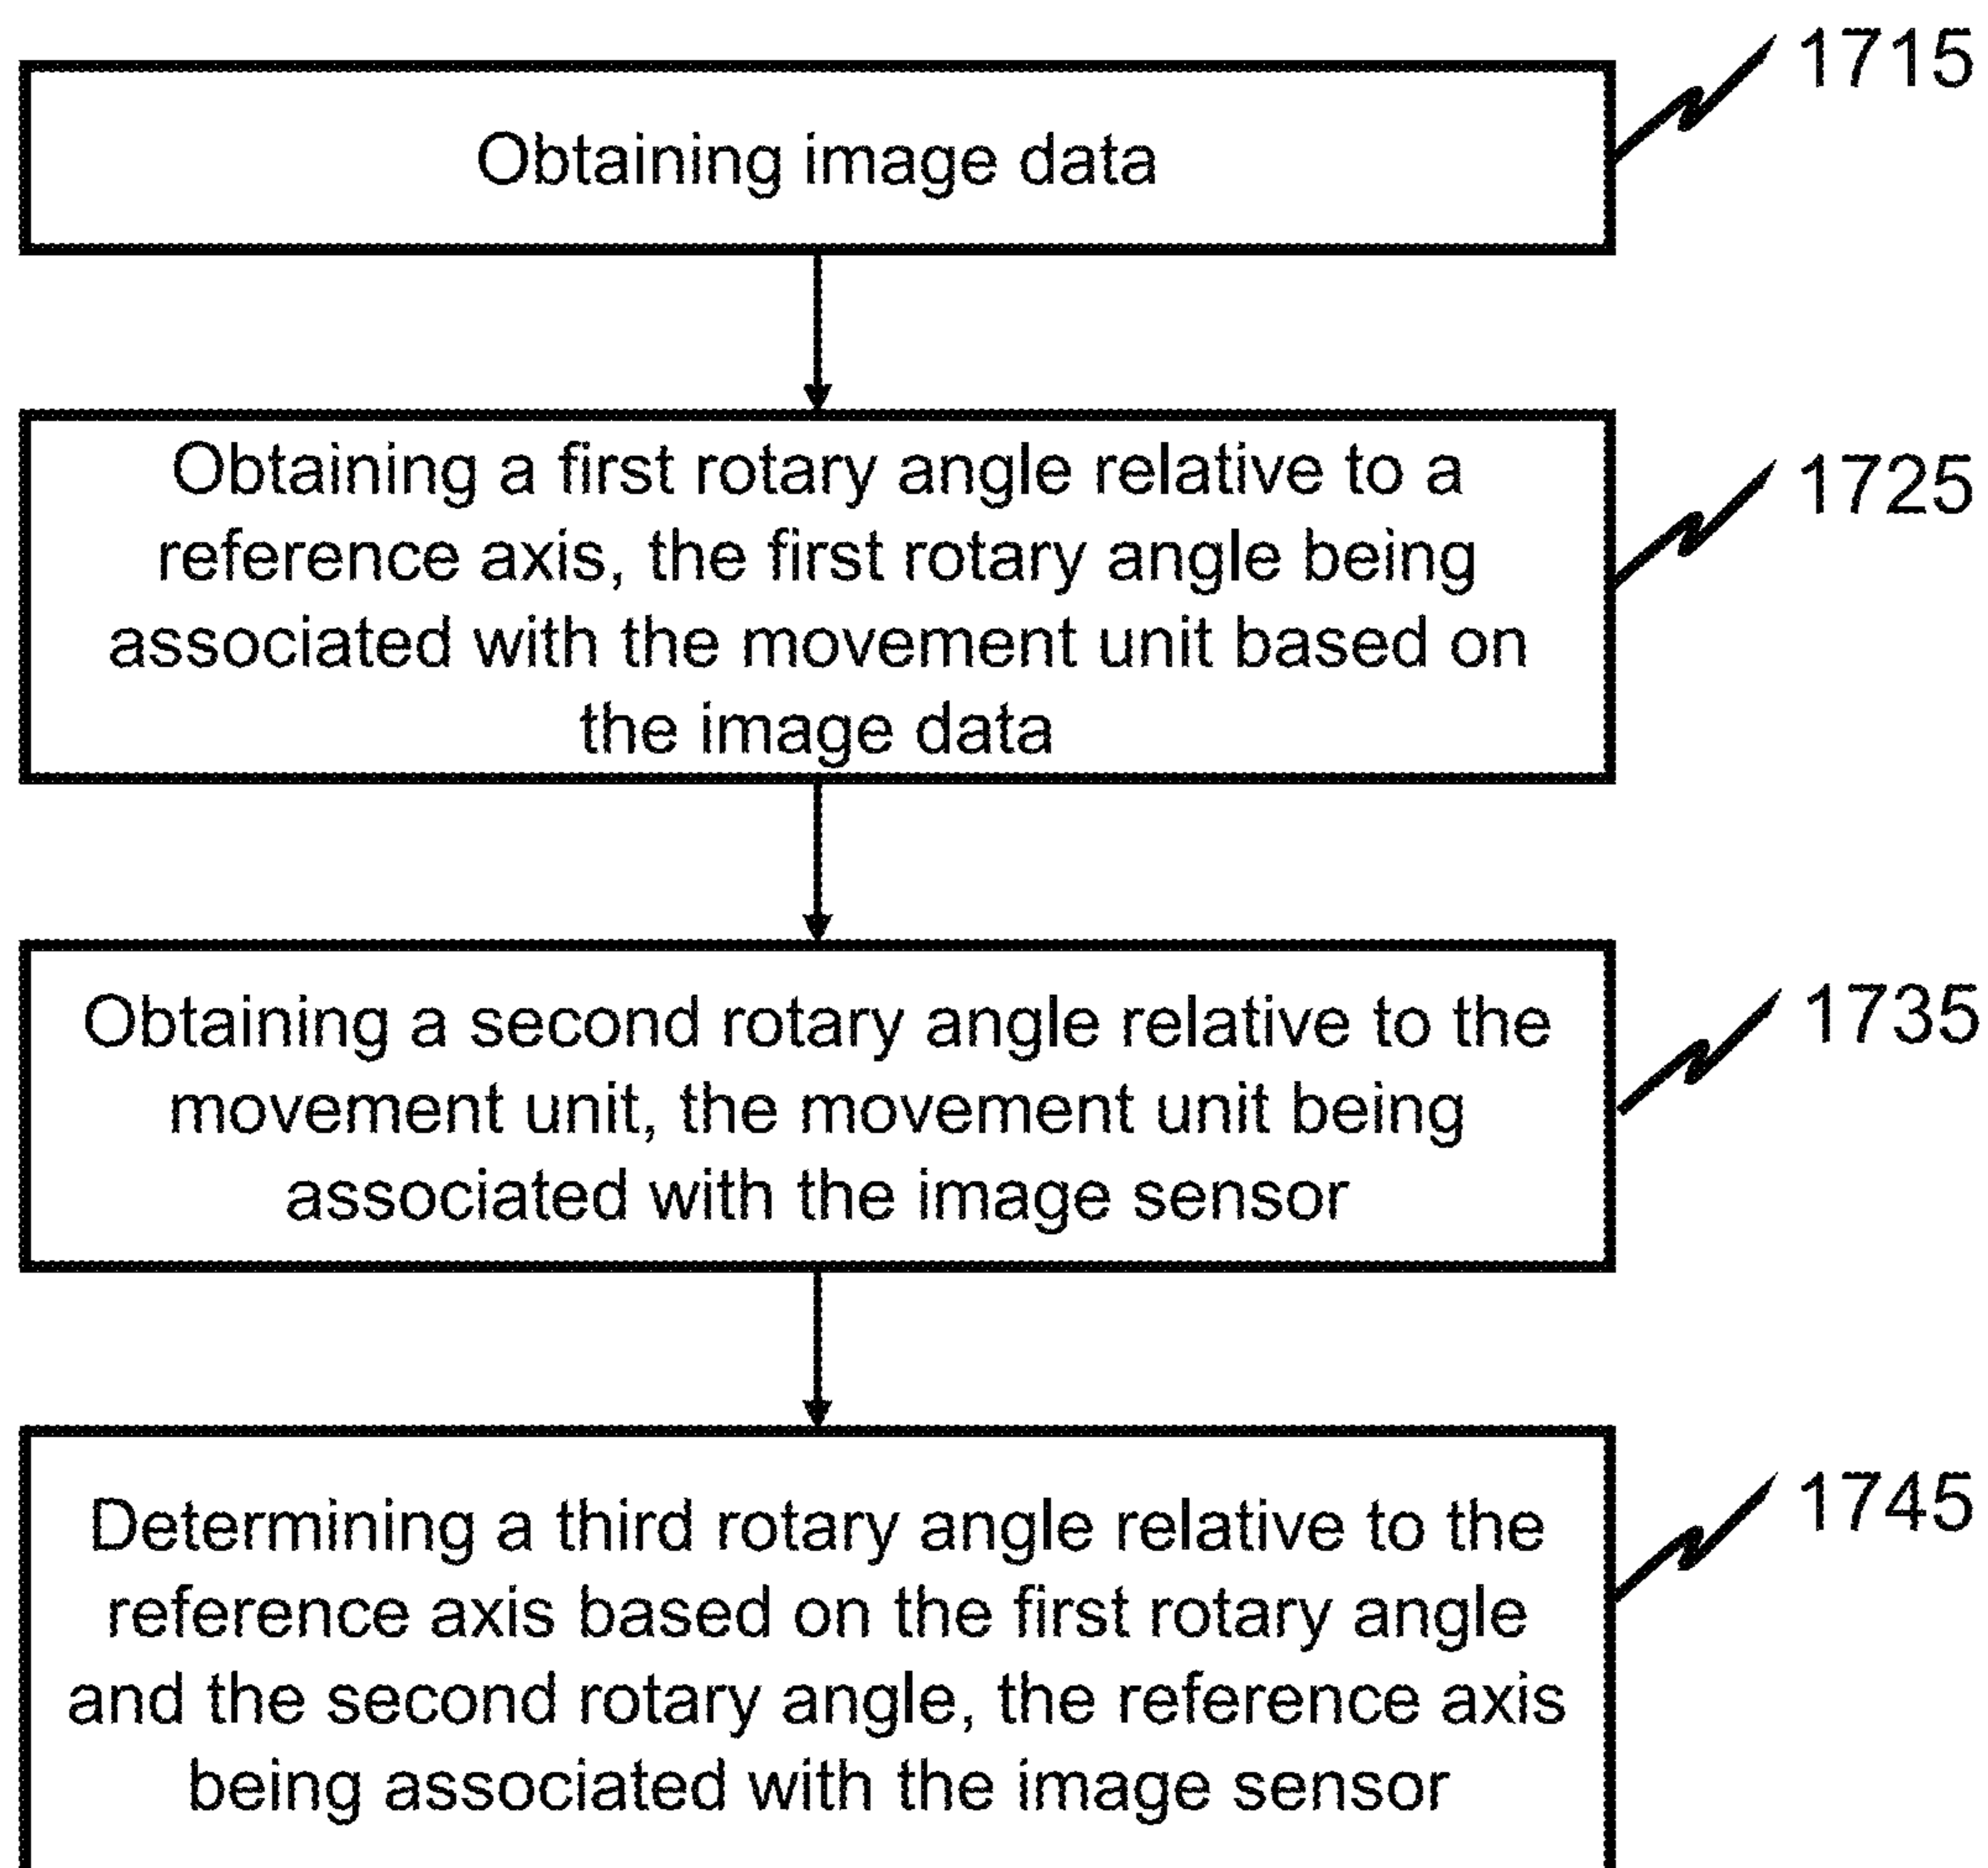 1715
Obtaining image data
Obtaining a first rotary angle relative to a
reference axis, the first rotary angle being
associated with the movement unit based on
the image data
1725
Obtaining a second rotary angle relative to the
movement unit, the movement unit being
associated with the image sensor
1735
Determining a third rotary angle relative to the
reference axis based on the first rotary angle
and the second rotary angle, the reference axis
being associated with the image sensor
1745